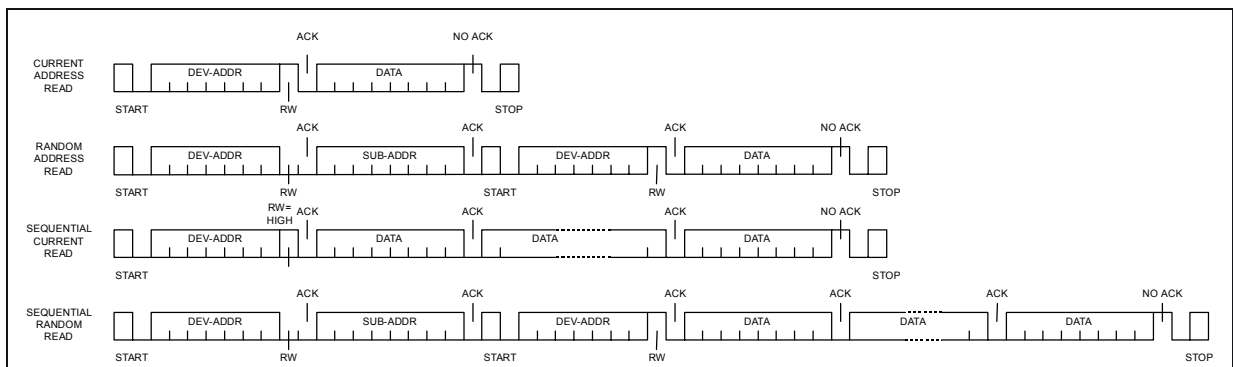 ACK NO ACK
CURRENT
ADDRESS
READ
DEV-ADDR DATA
START RW STOP
ACK ACK ACK NO ACK
RANDOM
ADDRESS
READ
DEV-ADDR SUB-ADDR DEV-ADDR DATA
START RW START RW STOP
RW=
HIGH
ACK ACK ACK NO ACK
SEQUENTIAL
CURRENT
READ
DEV-ADDR DATA DATA DATA
START STOP
ACK ACK ACK ACK ACK NO ACK
SEQUENTIAL
RANDOM
READ
DEV-ADDR SUB-ADDR DEV-ADDR DATA DATA DATA
START RW START RW STOP